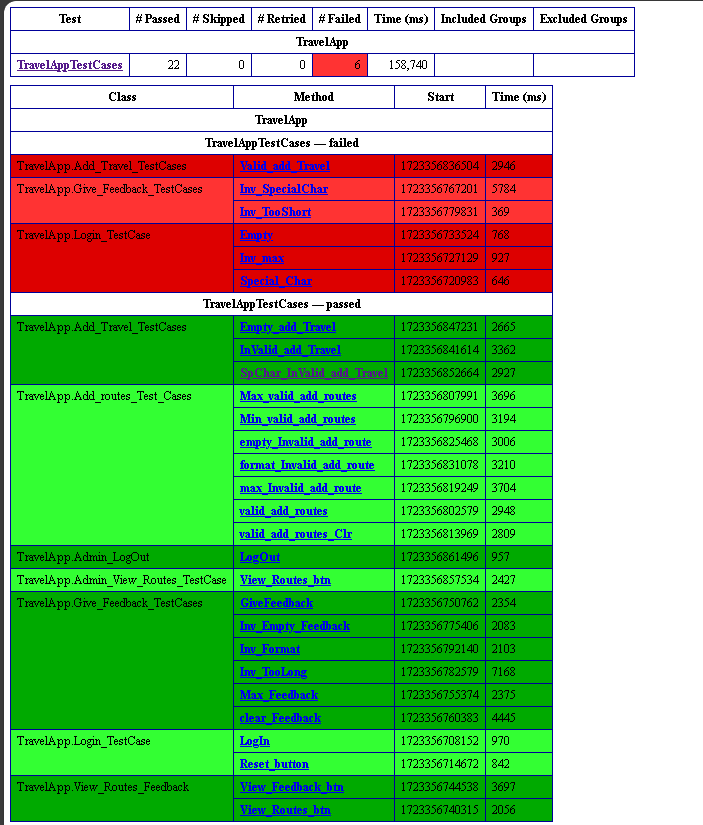 Test # Passed # Skipped # Retried # Failed Time (ms) Included Groups Excluded Groups
TravelApp
TravelAppTestCases 22 0 0 6 158,740
Class Method Start Time (ms)
TravelApp
TravelAppTestCases — failed
TravelApp.Add_Travel_TestCases Valid_add_Travel 1723356836504 2946
TravelApp.Give_Feedback_TestCases Inv_SpecialChar 1723356767201 5784
Inv_TooShort 1723356779831 369
TravelApp.Login_TestCase Empty 1723356733524 768
Inv_max 1723356727129 927
Special_Char 1723356720983 646
TravelAppTestCases — passed
TravelApp.Add_Travel_TestCases Empty_add_Travel 1723356847231 2665
InValid_add_Travel 1723356841614 3362
SpChar_InValid_add_Travel 1723356852664 2927
TravelApp.Add_routes_Test_Cases Max_valid_add_routes 1723356807991 3696
Min_valid_add_routes 1723356796900 3194
empty_Invalid_add_route 1723356825468 3006
format_Invalid_add_route 1723356831078 3210
max_Invalid_add_route 1723356819249 3704
valid_add_routes 1723356802579 2948
valid_add_routes_Clr 1723356813969 2809
TravelApp.Admin_LogOut LogOut 1723356861496 957
TravelApp.Admin_View_Routes_TestCase View_Routes_btn 1723356857534 2427
TravelApp.Give_Feedback_TestCases GiveFeedback 1723356750762 2354
Inv_Empty_Feedback 1723356775406 2083
Inv_Format 1723356792140 2103
Inv_TooLong 1723356782579 7168
Max_Feedback 1723356755374 2375
clear_Feedback 1723356760383 4445
TravelApp.Login_TestCase LogIn 1723356708152 970
Reset_button 1723356714672 842
TravelApp.View_Routes_Feedback View_Feedback_btn 1723356744538 3697
View_Routes_btn 1723356740315 2056